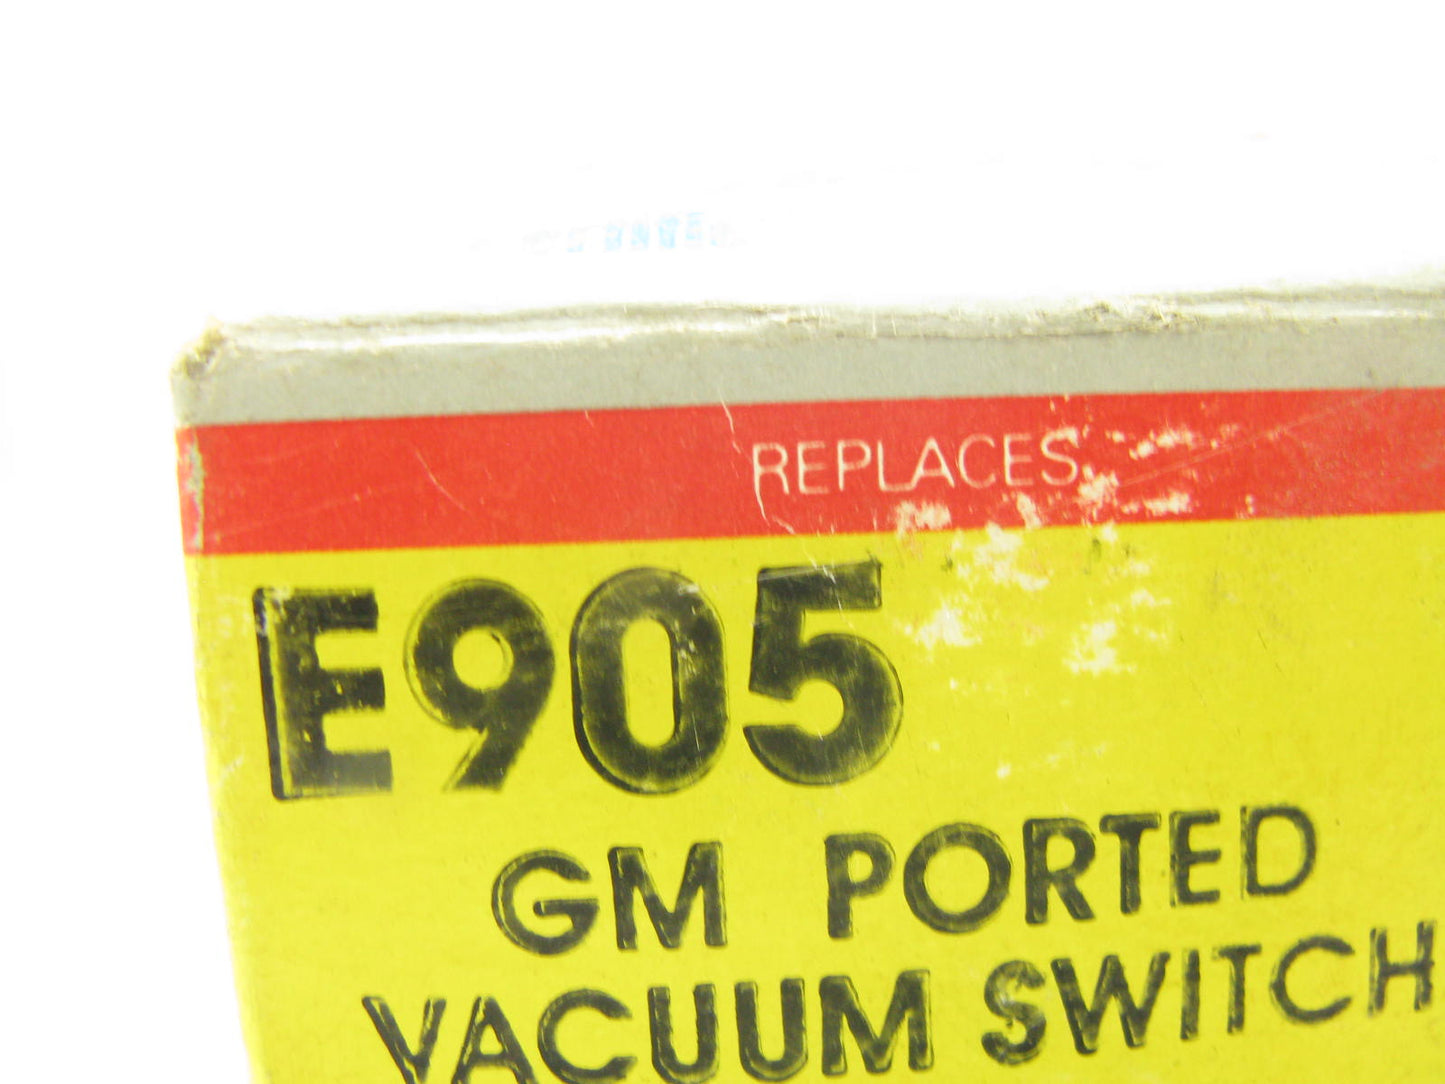 REPLACES
E905
GM PORTED
VACUUM SWITCH